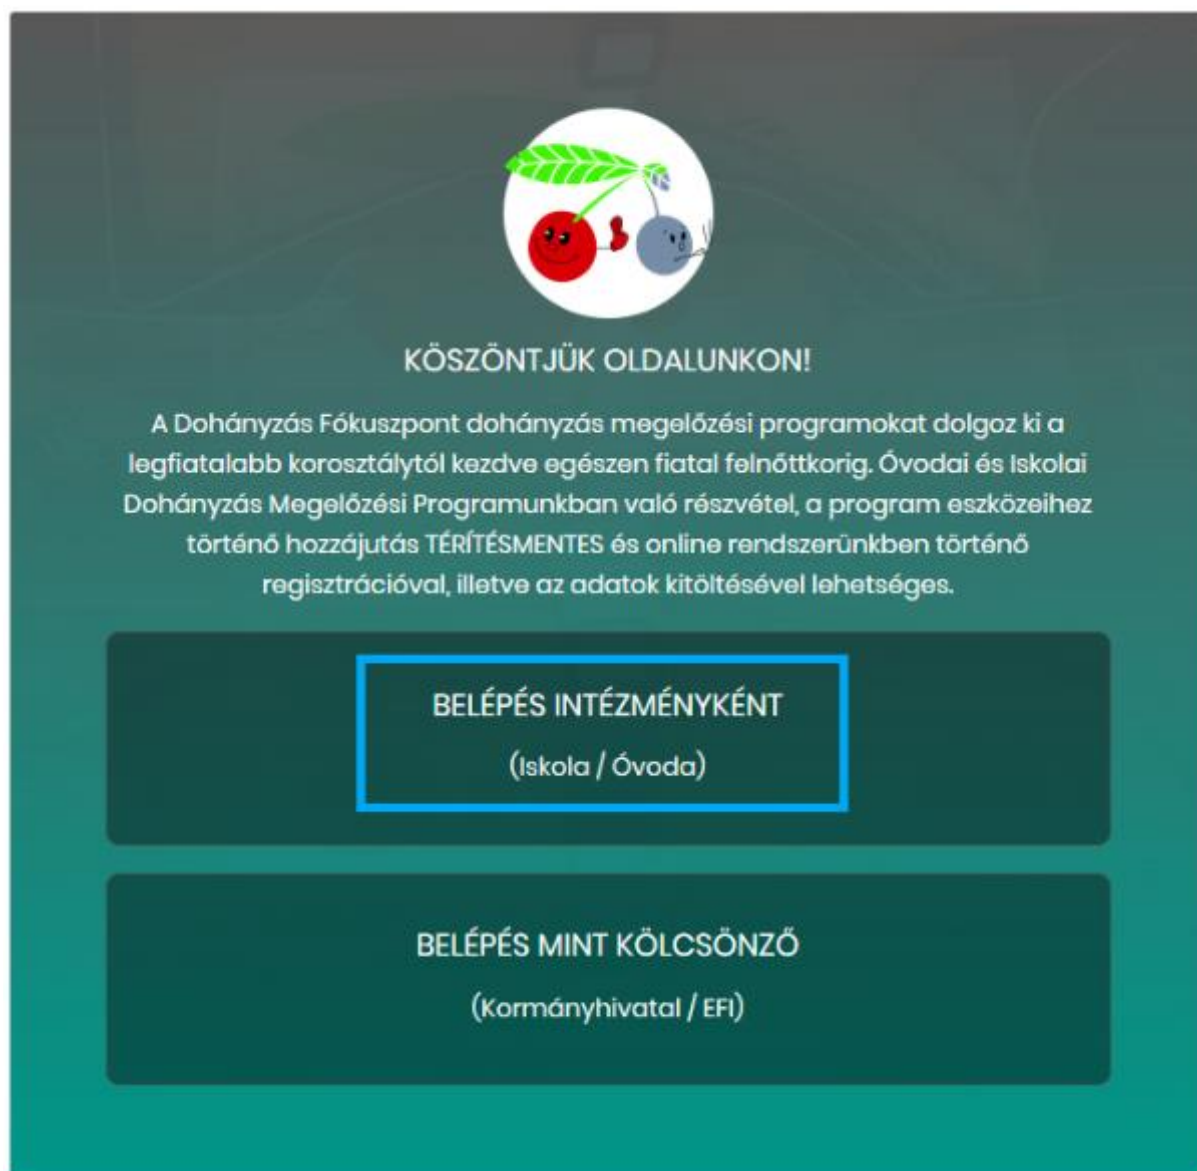 KÖSZÖNTJÜK OLDALUNKON!
A Dohányzás Fókuszpont dohányzás megelőzési programokat dolgoz ki a
legfiatalabb korosztálytól kezdve egészen fiatal felnőttkorig. Óvodai és Iskolai
Dohányzás Megelőzési Programunkban való részvétel, a program eszközeihez
történő hozzájutás TÉRÍTÉSMENTES és online rendszerünkben történő
regisztrációval, illetve az adatok kitöltésével lehetséges.
BELÉPÉS INTÉZMÉNYKÉNT
(Iskola / Óvoda)
BELÉPÉS MINT KÖLCSÖNZŐ
(Kormányhivatal / EFI)